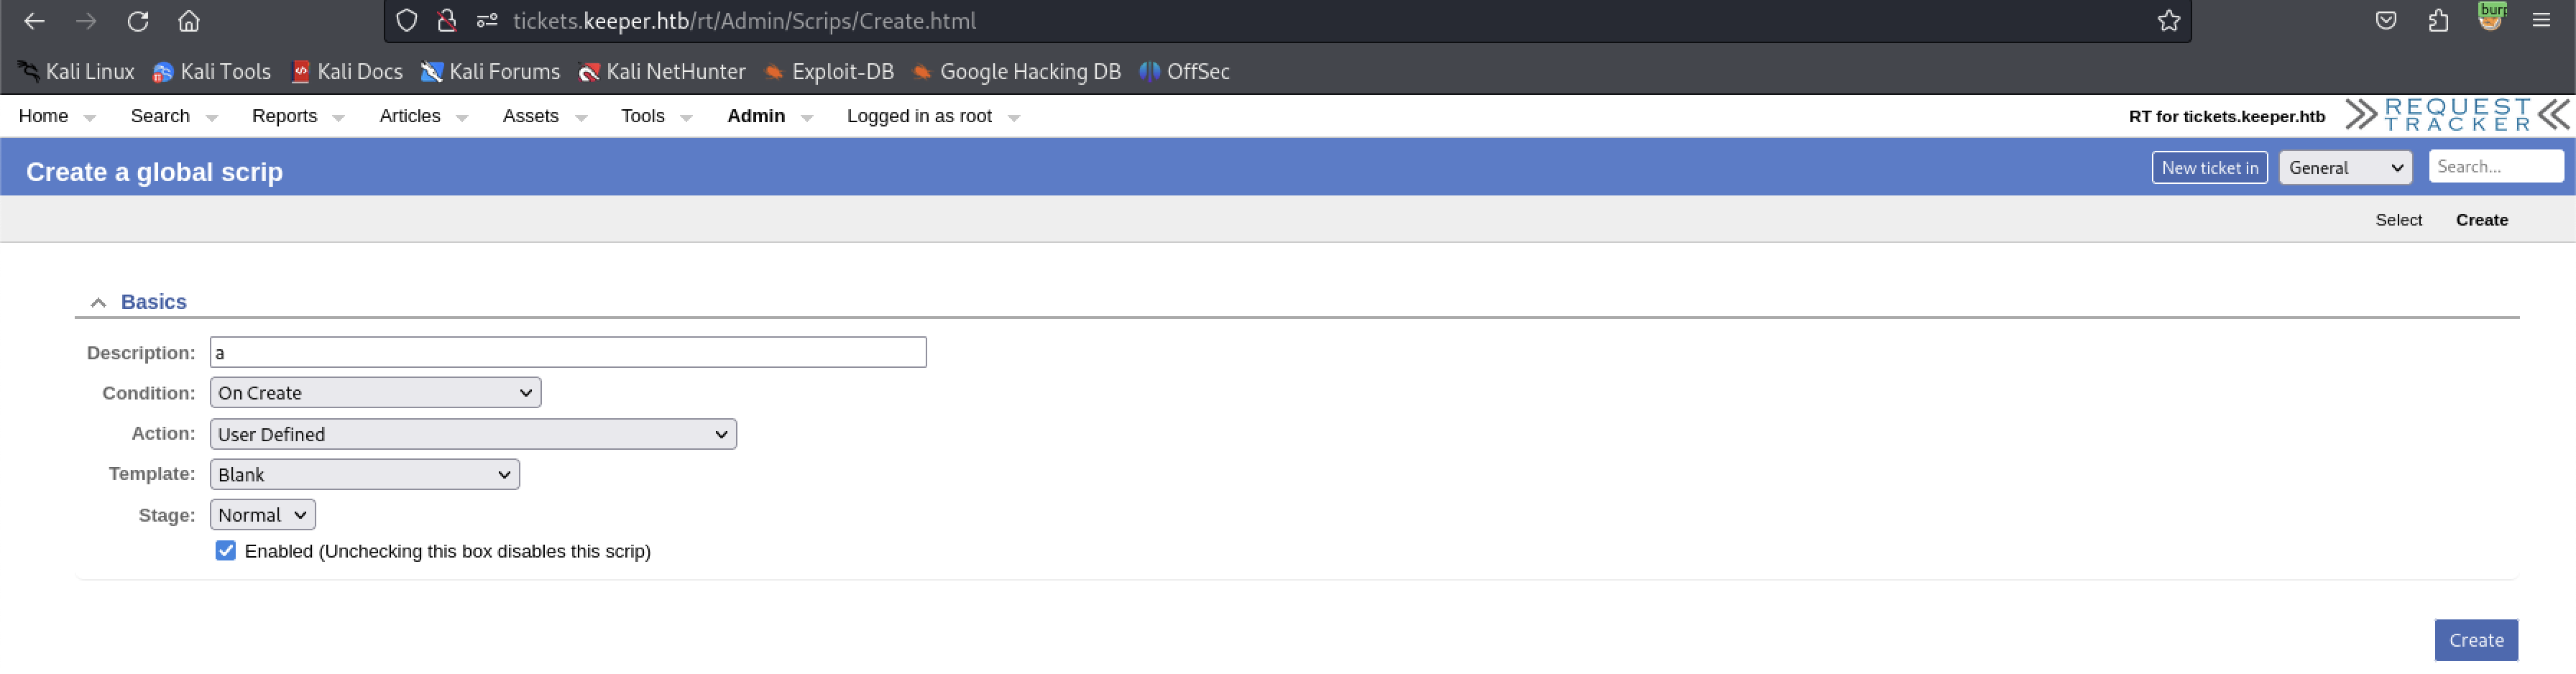 tickets.keeper.htb/rt/Admin/Scrips/Create.html
burp
Kali Linux Kali Tools Kali Docs Kali Forums Kali NetHunter Exploit-DB Google Hacking DB OffSec
Home Search Reports Articles Assets Tools Admin Logged in as root RT for tickets.keeper.htb REQUEST TRACKER
Create a global scrip New ticket in General Search...
Select Create
Basics
Description: a
Condition: On Create
Action: User Defined
Template: Blank
Stage: Normal
Enabled (Unchecking this box disables this scrip)
Create